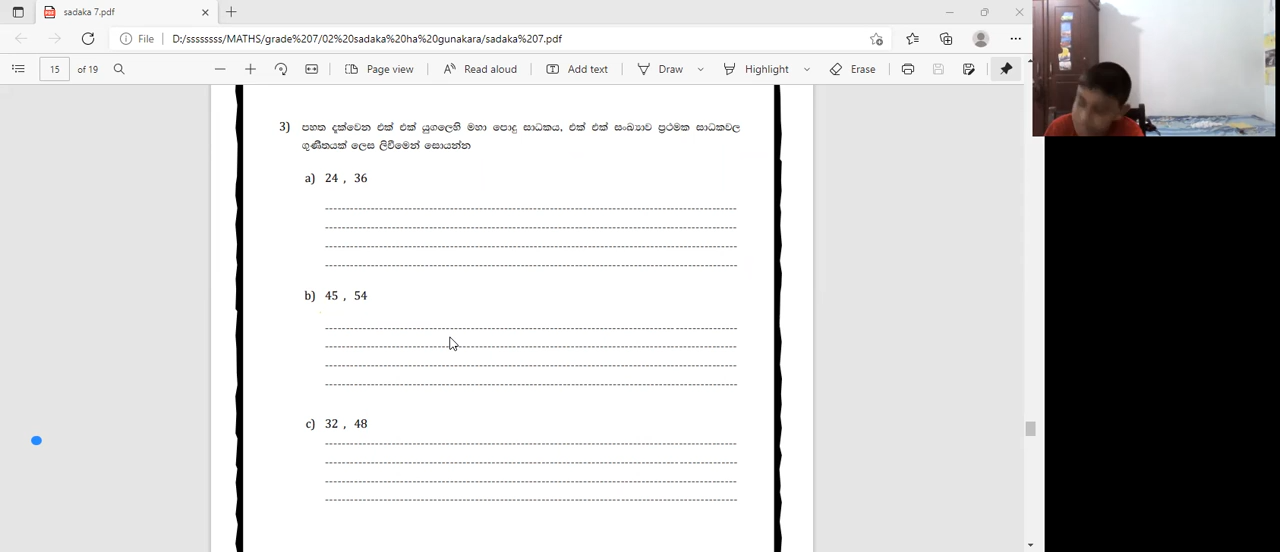 sadaka 7.pdf
File
D:/ssssssss/MATHS/grade%207/02%20sadaka%20ha%20gunakara/sadaka%207.pdf
15 of 19
Page view
Read aloud
Add text
Draw
Highlight
Erase
3) පහත දැක්වෙන එක් එක් යුගලෙහි මහා පොදු සාධකය, එක් එක් සංඛ්‍යාව ප්‍රථමක සාධකවල
ගුණිතයක් ලෙස ලිවීමෙන් සොයන්න
a) 24 , 36
b) 45 , 54
c) 32 , 48